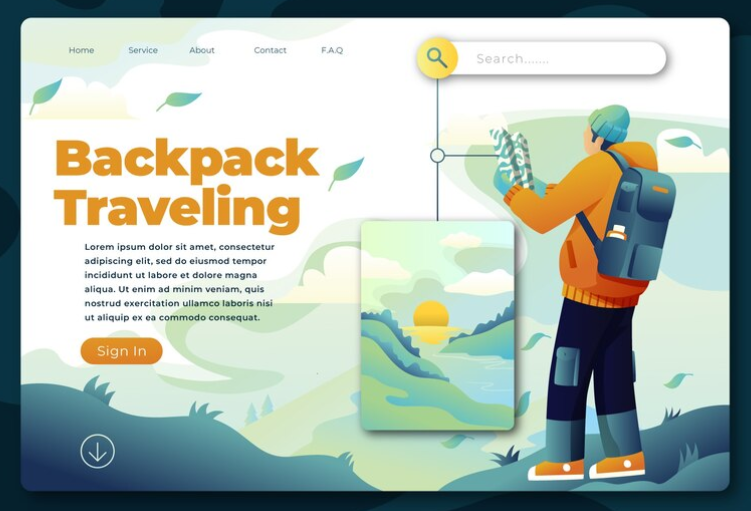 Home Service About Contact F.A.Q
Search.......
Backpack
Traveling
Lorem ipsum dolor sit amet, consectetur
adipiscing elit, sed do eiusmod tempor
incididunt ut labore et dolore magna
aliqua. Ut enim ad minim veniam, quis
nostrud exercitation ullamco laboris nisi
ut aliquip ex ea commodo consequat.
Sign In